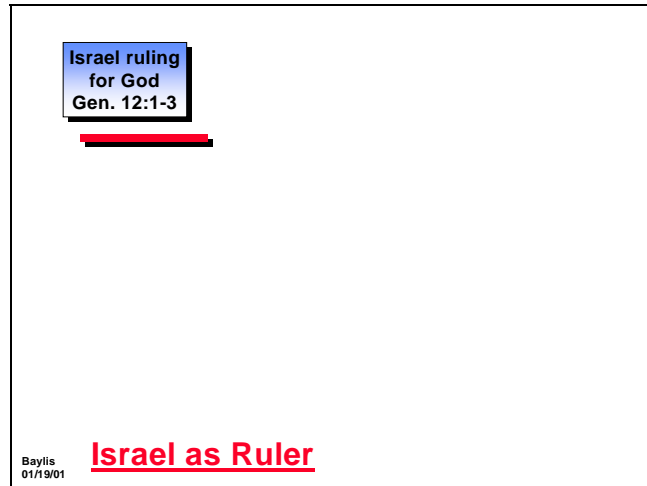 Israel ruling
for God
Gen. 12:1-3
Israel as Ruler
Baylis
01/19/01